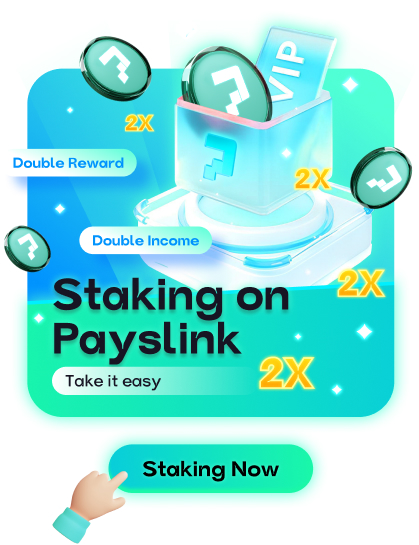 VIP
2X
Double Reward
2X
Double Income
2X
Staking on
Payslink
2X
Take it easy
Staking Now